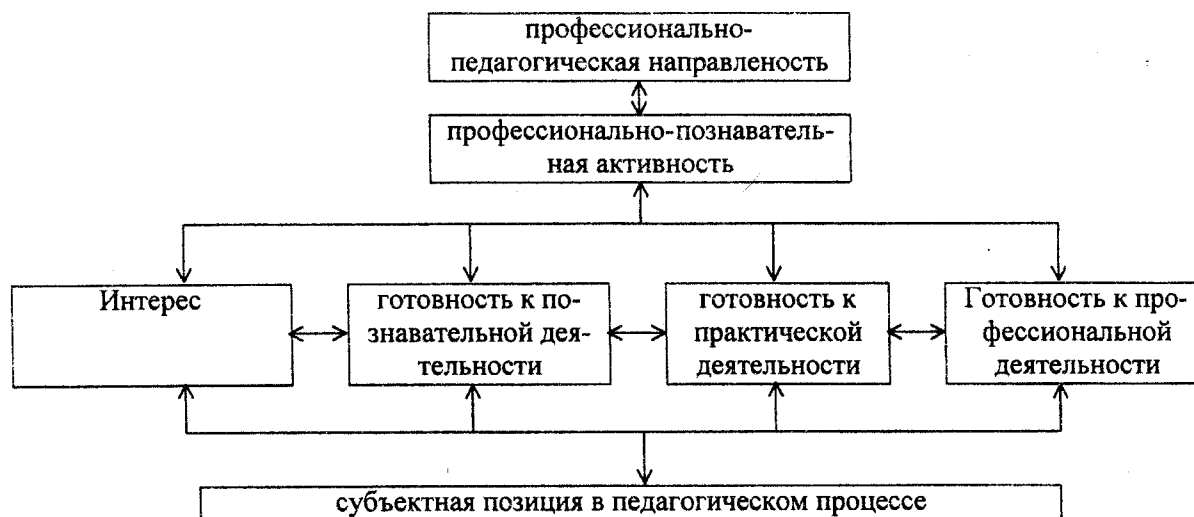 профессионально-
педагогическая направленость
профессионально-познаватель-
ная активность
Интерес
готовность к по-
знавательной дея-
тельности
готовность к
практической
деятельности
Готовность к про-
фессиональной
деятельности
субъектная позиция в педагогическом процессе